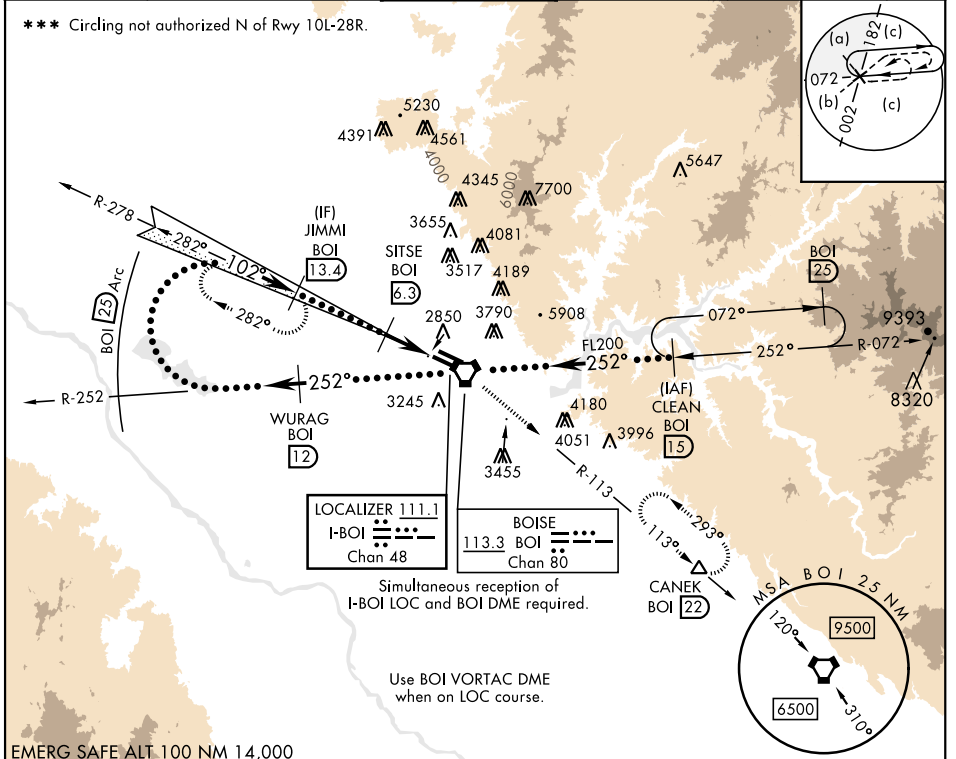 *** Circling not authorized N of Rwy 10L-28R.
(a)
182
(c)
072
(b)
(c)
002
5230
4391
4561
4000
4345
6000
7700
5647
3655
4081
3517
4189
R-278
282°
102°
(IF)
JIMMI
BOI
13.4
SITSE
BOI
6.3
BOI
25
BOI 25 Arc
282°
2850
3790
5908
072°
9393
FL200
252°
252°
R-072
252°
R-252
(IAF)
CLEAN
BOI
15
8320
WURAG
BOI
12
3245
4180
4051
3996
3455
R-113
293°
113°
LOCALIZER 111.1
I-BOI
Chan 48
BOISE
113.3 BOI
Chan 80
Simultaneous reception of
I-BOI LOC and BOI DME required.
CANEK
BOI 22
MSA BOI 25 NM
120°
9500
6500
310°
Use BOI VORTAC DME
when on LOC course.
EMERG SAFE ALT 100 NM 14,000